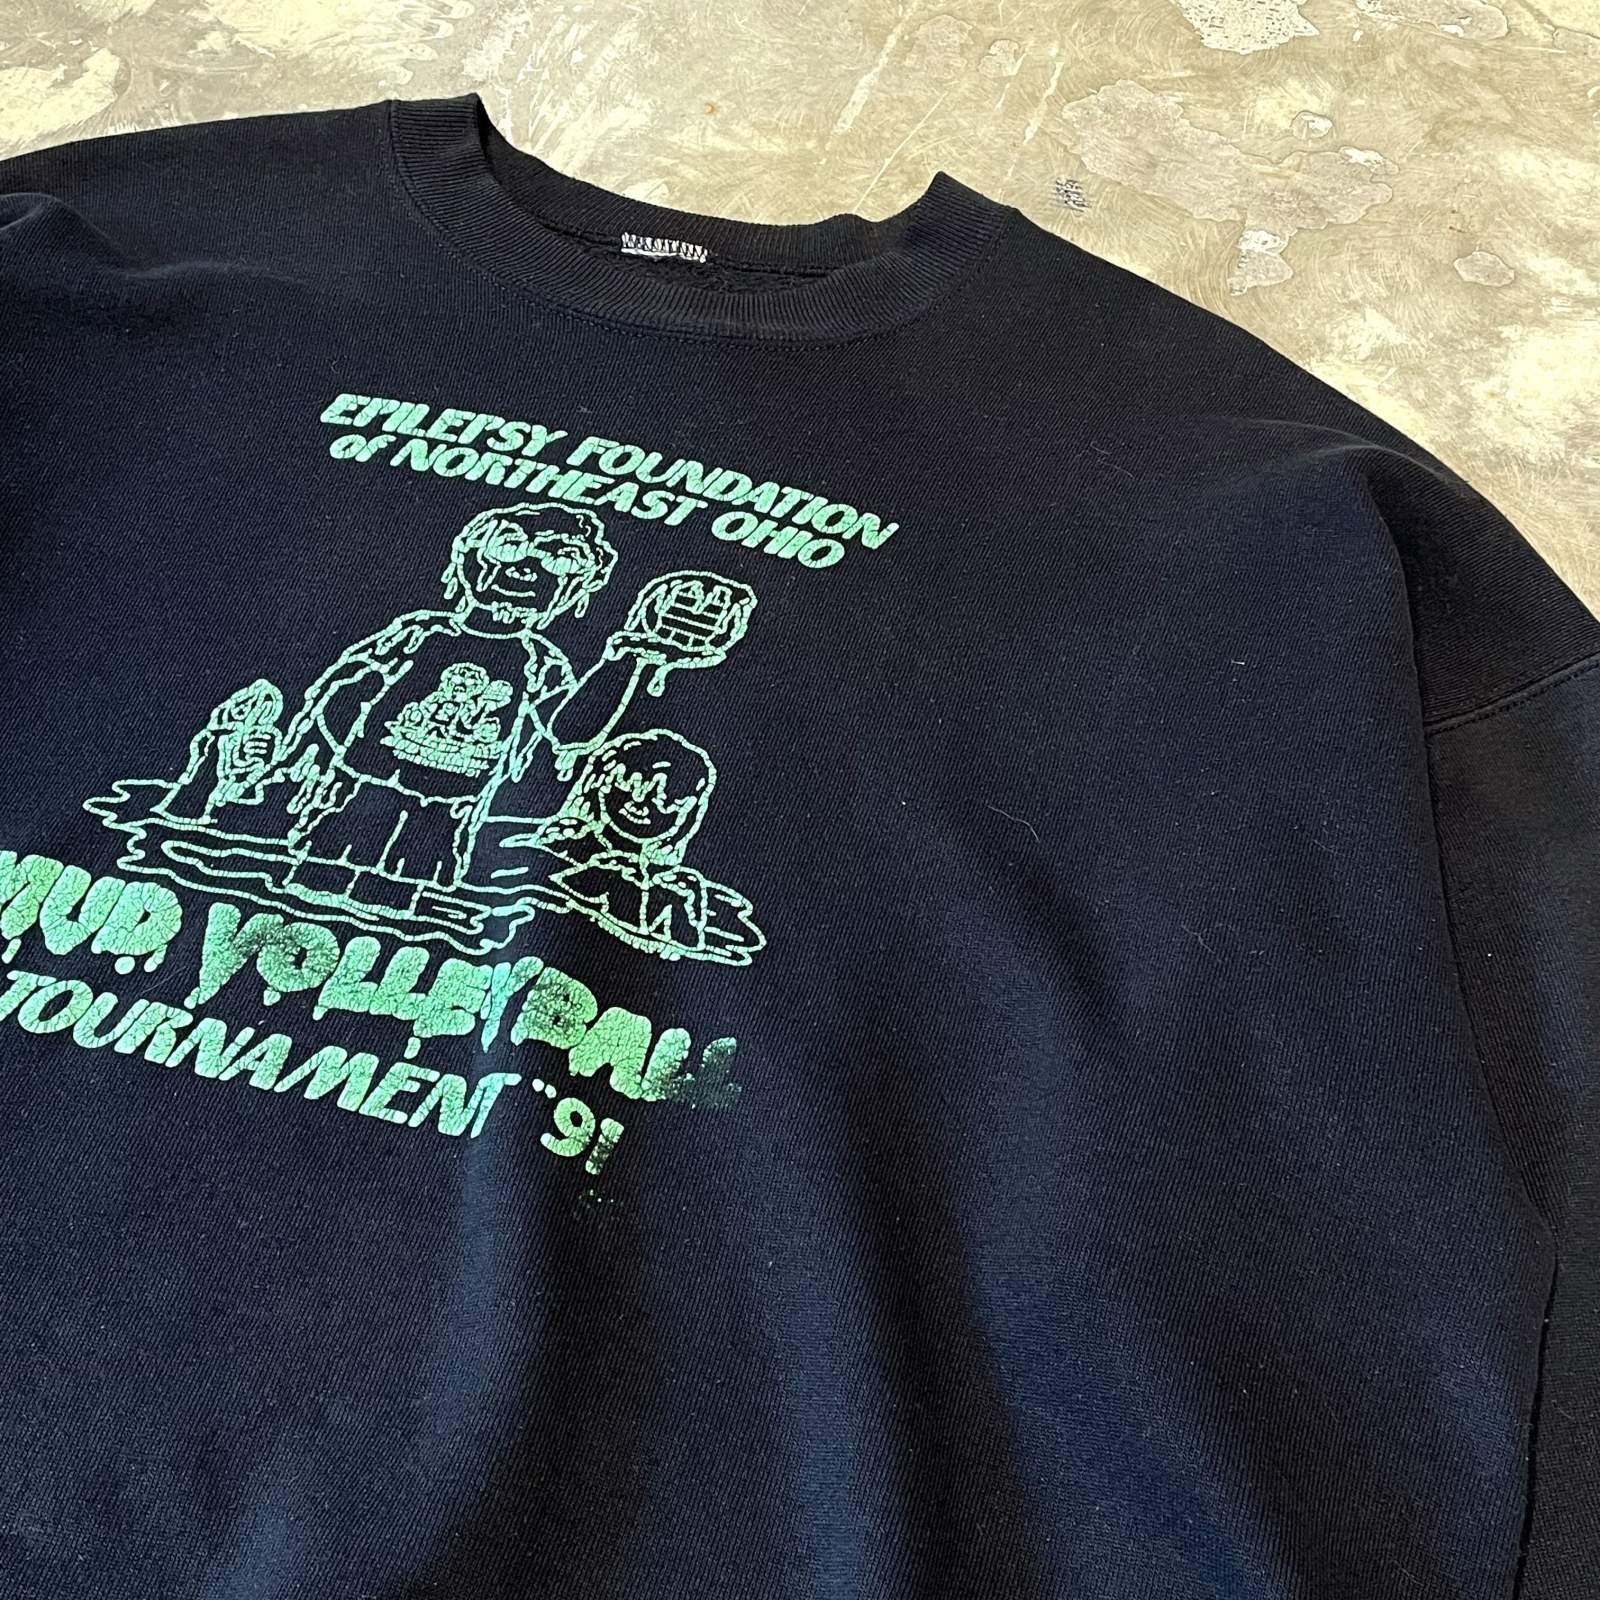 EPILEPSY FOUNDATION
of NORTHEAST OHIO
MUD VOLLEYBALL
TOURNAMENT "91